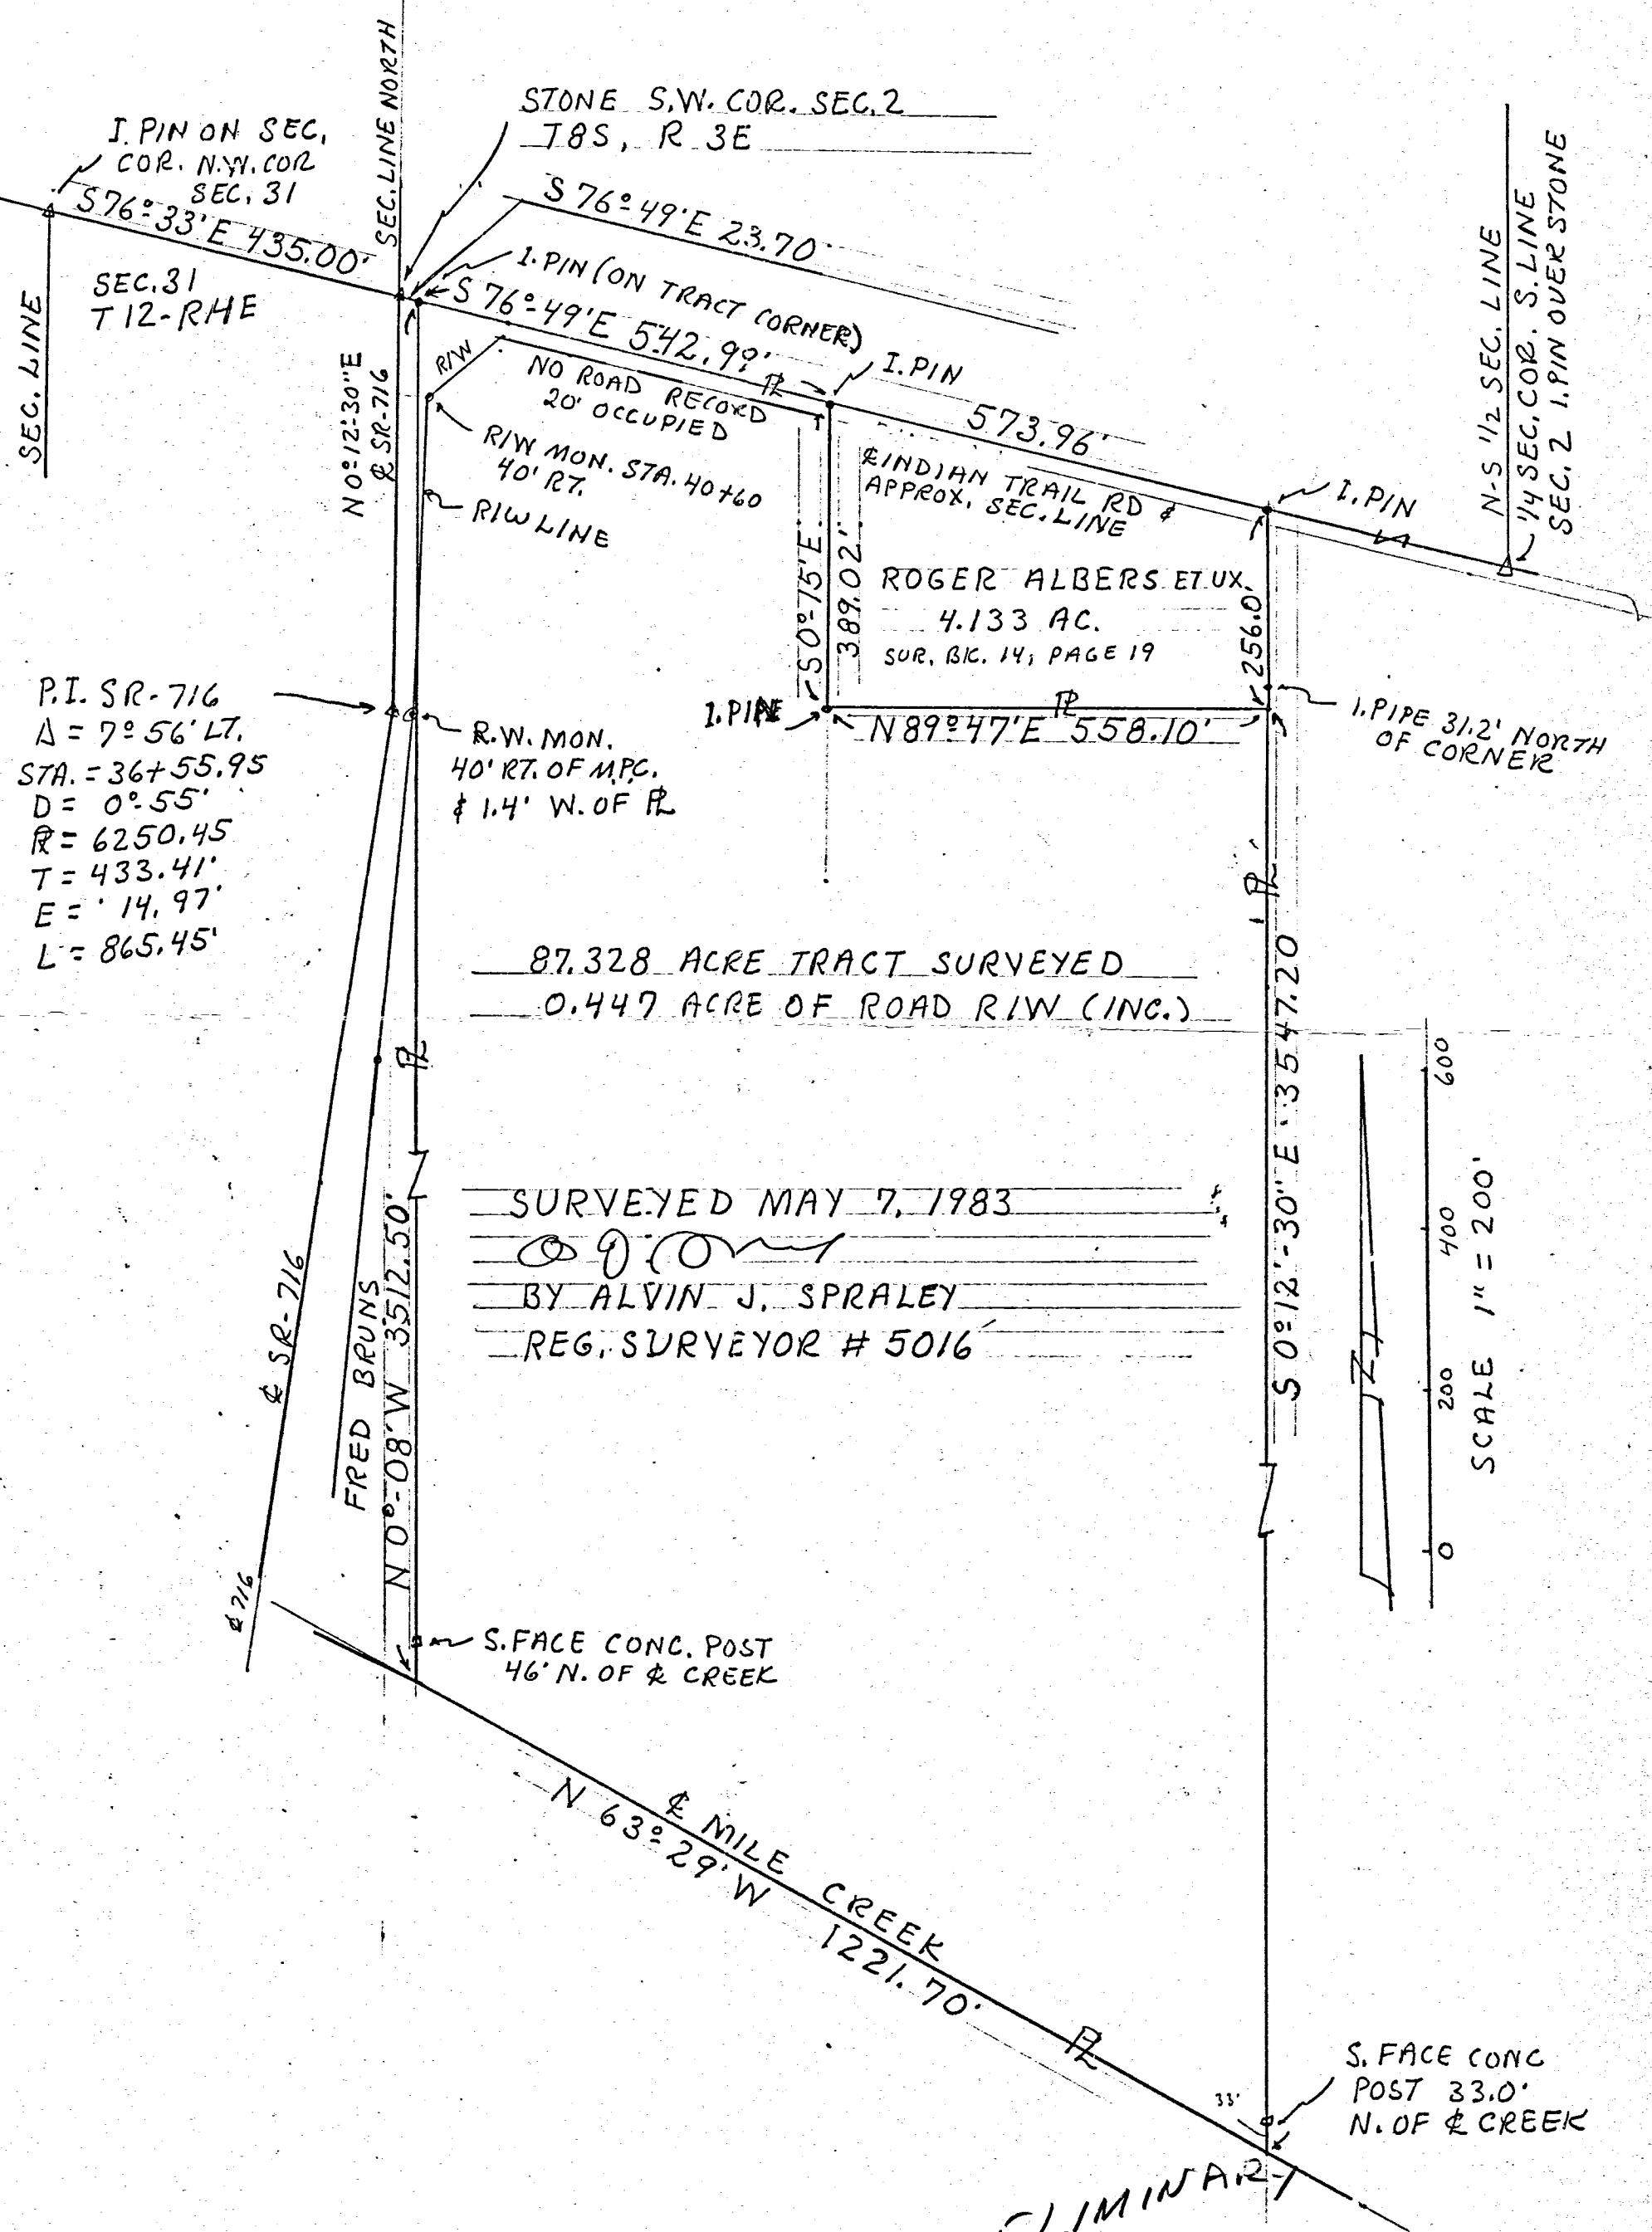 SEC. LINE NORTH
STONE S.W. COR. SEC. 2
T8S, R 3E
I. PIN ON SEC.
COR. N.W. COR
SEC. 31
S 76° 33' E 435.00'
SEC. 31
T 12-R4E
SEC. LINE
S 76° 49' E 23.70'
I. PIN (ON TRACT CORNER)
S 76° 49' E 542.99'
I. PIN
573.96'
I. PIN
N-S 1/2 SEC. LINE
1/4 SEC. COR. S. LINE
SEC. 2 I. PIN OVER STONE
N 0°-12'-30" E
℄ SR-716
R/W
NO ROAD RECORD
20' OCCUPIED
℄ INDIAN TRAIL RD &
APPROX. SEC. LINE
R/W MON. STA. 40+60
40' RT.
R/W LINE
S 0°-15' E
389.02'
ROGER ALBERS ET UX.
4.133 AC.
SUR. BK. 14, PAGE 19
256.0'
I. PIN
N 89° 47' E 558.10'
I. PIPE 31.2' NORTH
OF CORNER
P.I. SR-716
Δ = 7° 56' LT.
STA. = 36+55.95
D = 0° 55'
R = 6250.45
T = 433.41'
E = 14.97'
L = 865.45'
R.W. MON.
40' RT. OF M.P.C.
& 1.4' W. OF PL
PL
87.328 ACRE TRACT SURVEYED
0.447 ACRE OF ROAD R/W (INC.)
S 0°-12'-30" E 3547.20
PL
SURVEYED MAY 7, 1983
BY ALVIN J. SPRALEY
REG. SURVEYOR # 5016
℄ SR-716
FRED BRUNS
N 0°-08' W 3512.50'
℄ 716
0 200 400 600
SCALE 1" = 200'
N
S. FACE CONC. POST
46' N. OF ℄ CREEK
℄ MILE CREEK
N 63° 29' W 1221.70'
PL
33'
S. FACE CONC
POST 33.0'
N. OF ℄ CREEK